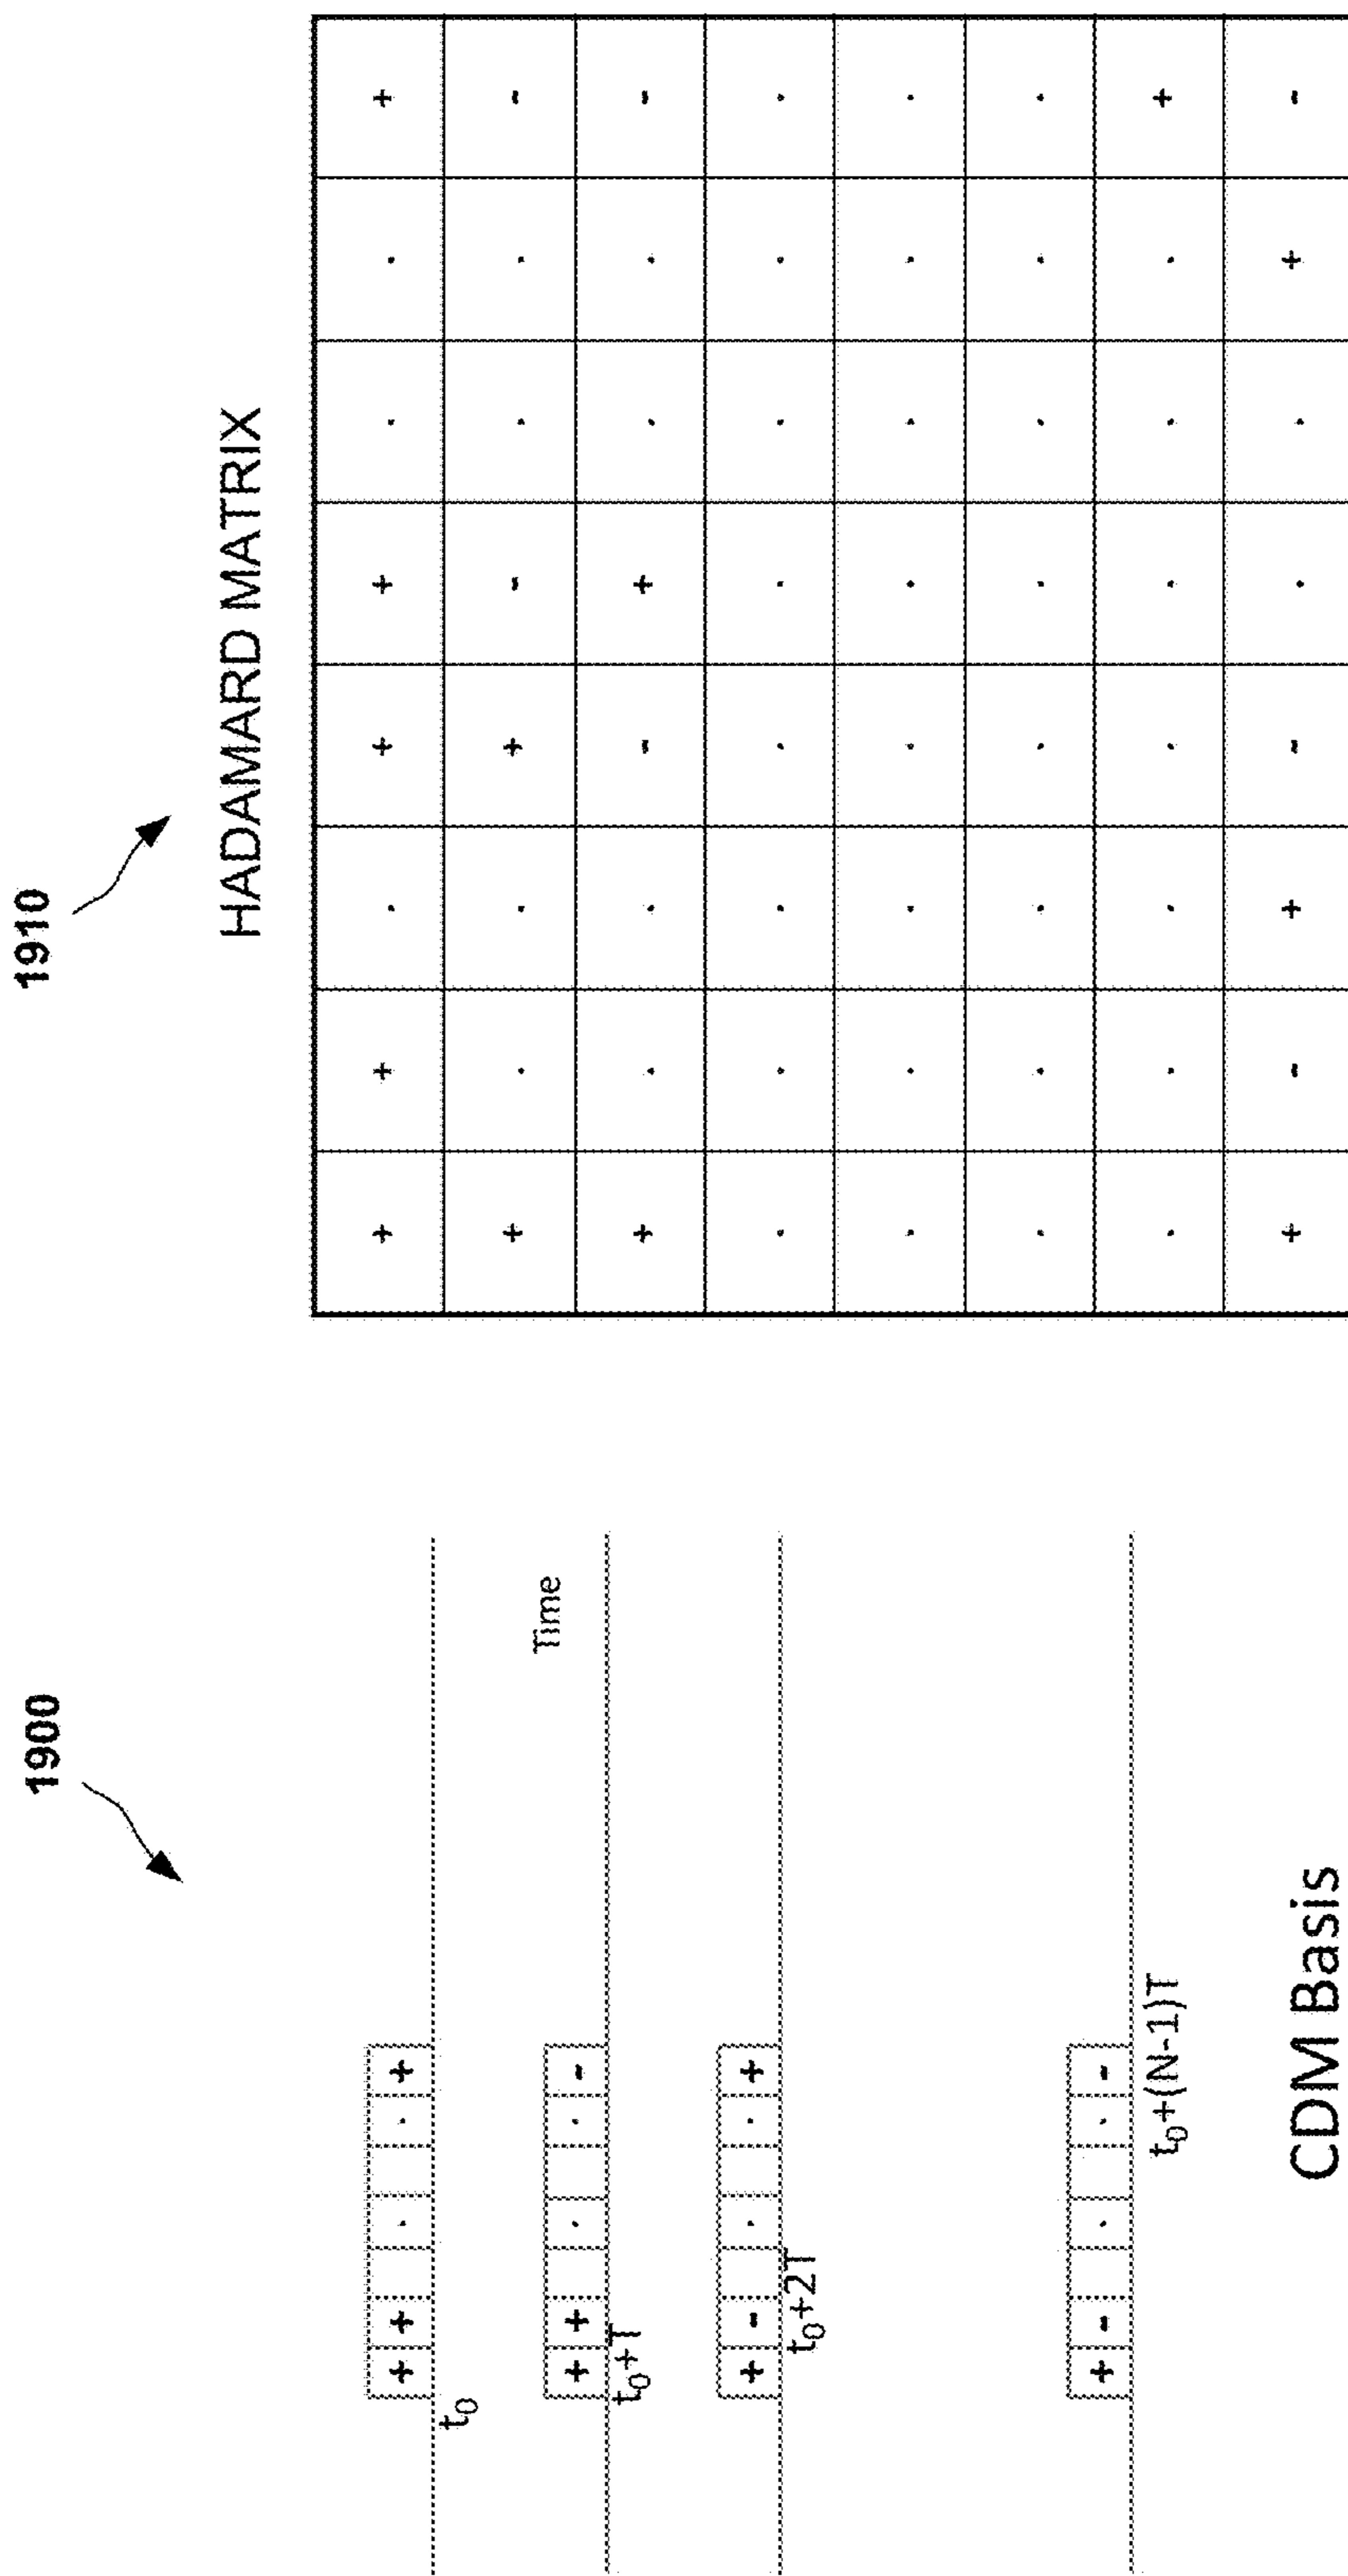 1900
+ + . . +
t₀
Time
+ + . . -
t₀+T
+ - . . +
t₀+2T
+ - . . -
t₀+(N-1)T
CDM Basis
1910
HADAMARD MATRIX
+ + . + + . . +
+ . . + - . . -
+ . . - + . . -
. . . . . . . .
. . . . . . . .
. . . . . . . .
. . . . . . . +
+ - + - . . + -